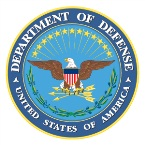 DEPARTMENT OF DEFENSE
UNITED STATES OF AMERICA